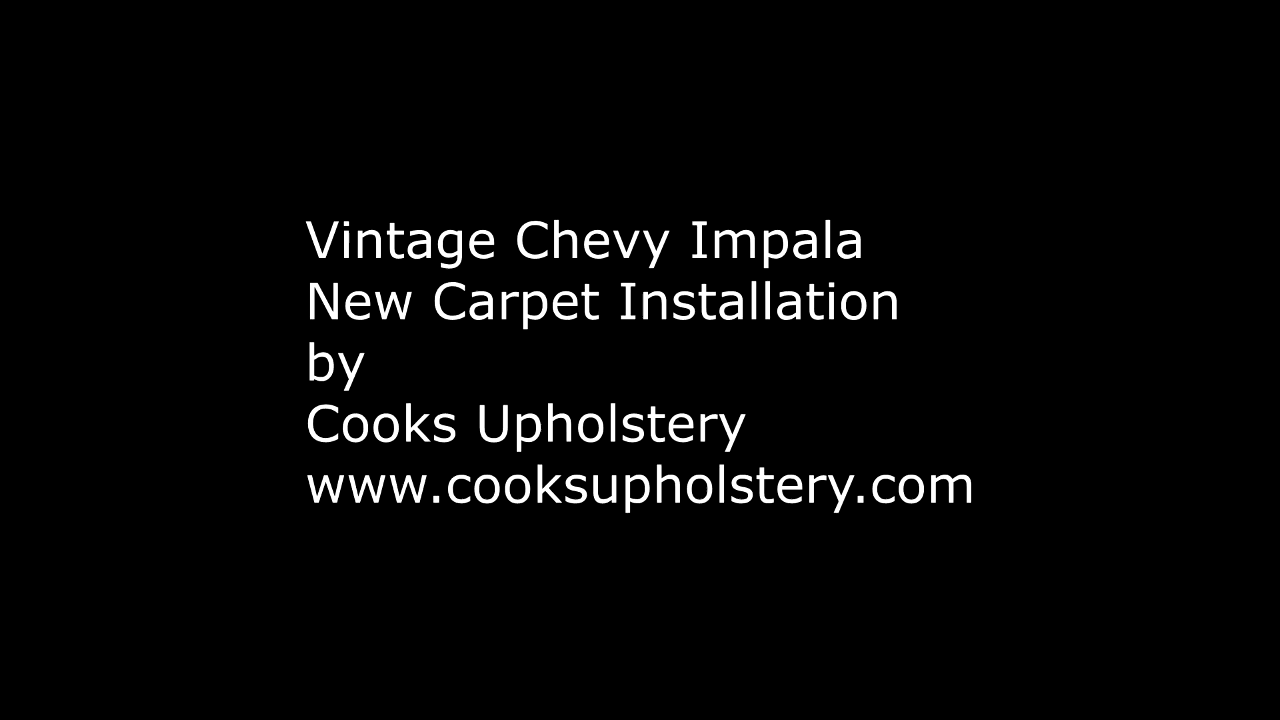 Vintage Chevy Impala
New Carpet Installation
by
Cooks Upholstery
www.cooksupholstery.com